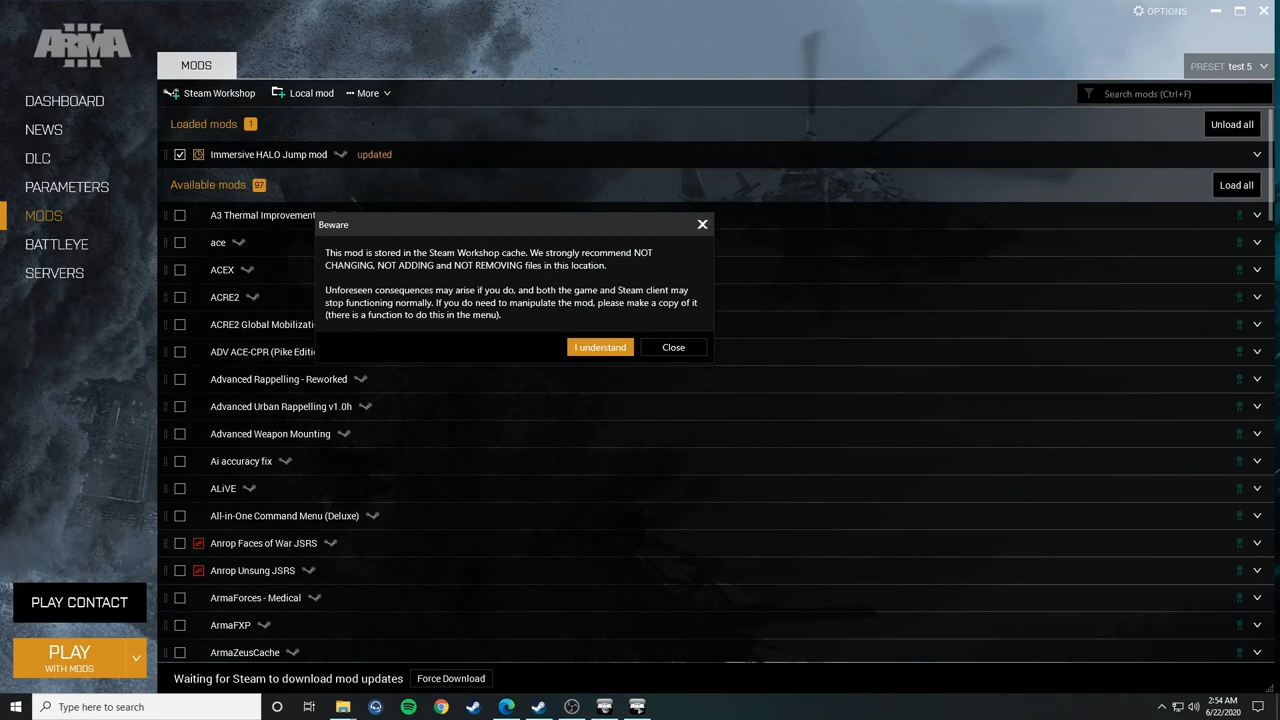 OPTIONS
ARMA III
MODS
PRESET test 5
Steam Workshop Local mod ••• More
Search mods (Ctrl+F)
DASHBOARD
NEWS
DLC
PARAMETERS
MODS
BATTLEYE
SERVERS
Loaded mods 1
Unload all
Immersive HALO Jump mod updated
Available mods 97
Load all
A3 Thermal Improvement
ace
ACEX
ACRE2
ACRE2 Global Mobilizati
ADV ACE-CPR (Pike Editi
Advanced Rappelling - Reworked
Advanced Urban Rappelling v1.0h
Advanced Weapon Mounting
Ai accuracy fix
ALiVE
All-in-One Command Menu (Deluxe)
Anrop Faces of War JSRS
Anrop Unsung JSRS
ArmaForces - Medical
ArmaFXP
ArmaZeusCache
Beware
This mod is stored in the Steam Workshop cache. We strongly recommend NOT
CHANGING, NOT ADDING and NOT REMOVING files in this location.
Unforeseen consequences may arise if you do, and both the game and Steam client may
stop functioning normally. If you do need to manipulate the mod, please make a copy of it
(there is a function to do this in the menu).
I understand Close
PLAY CONTACT
PLAY
WITH MODS
Waiting for Steam to download mod updates Force Download
Type here to search
2:54 AM
6/22/2020